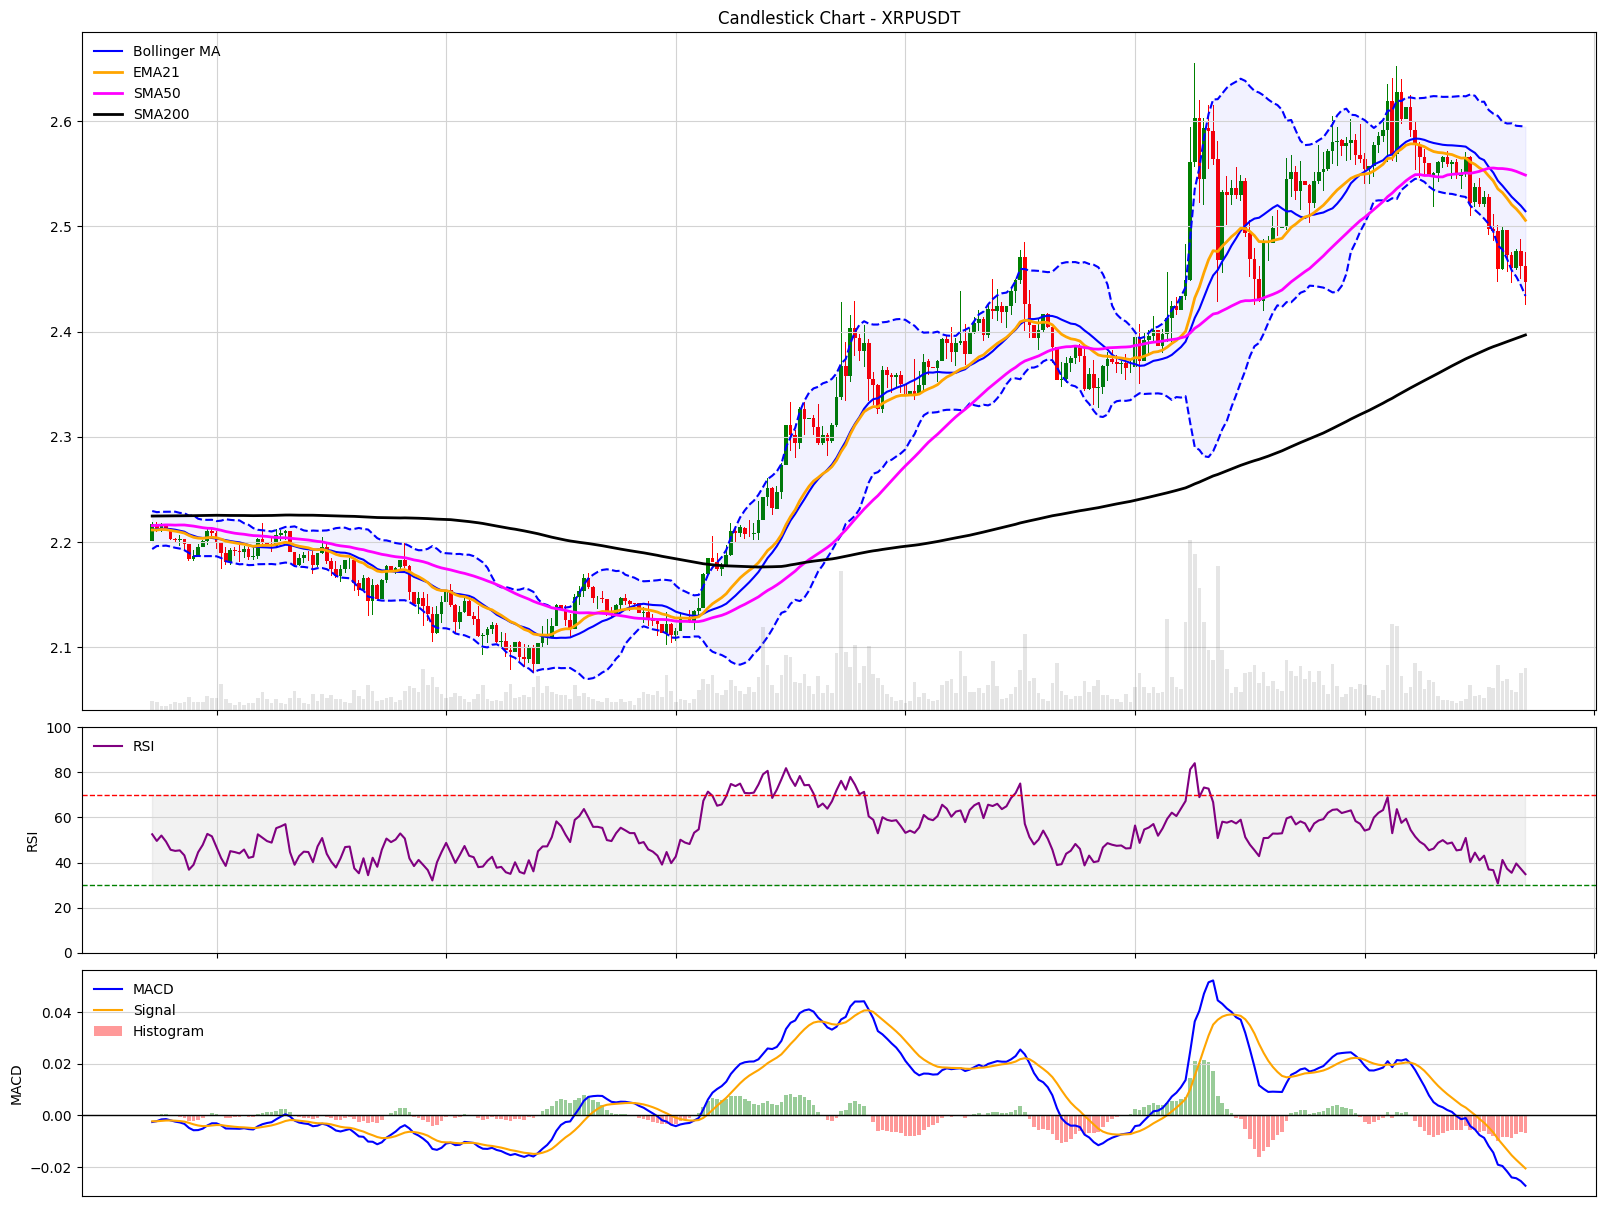 Candlestick Chart - XRPUSDT
Bollinger MA
EMA21
SMA50
SMA200
2.6
2.5
2.4
2.3
2.2
2.1
100
80
60
40
20
0
RSI
RSI
0.04
0.02
0.00
−0.02
MACD
MACD
Signal
Histogram